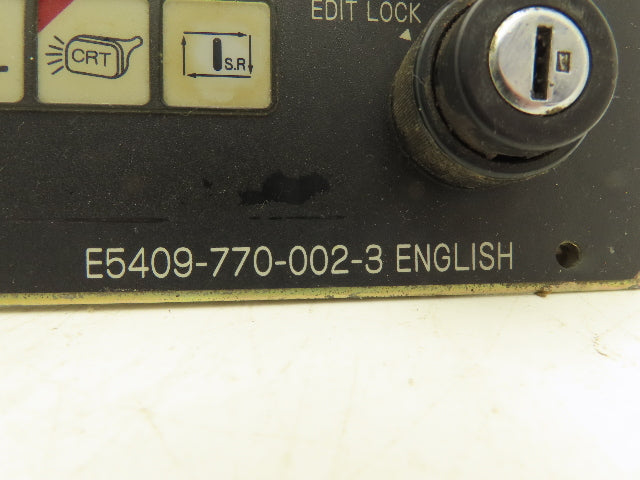 EDIT LOCK
CRT
S.R
E5409-770-002-3 ENGLISH